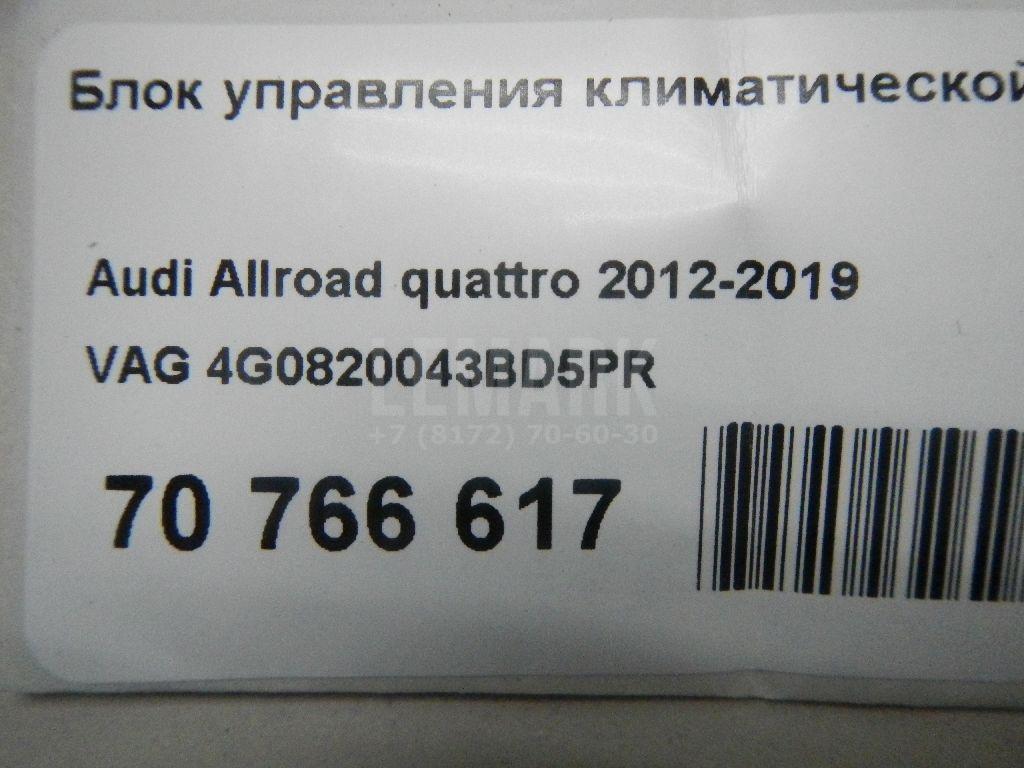 Блок управления климатической
Audi Allroad quattro 2012-2019
VAG 4G0820043BD5PR
LEMARK
+7 (8172) 70-60-30
70 766 617